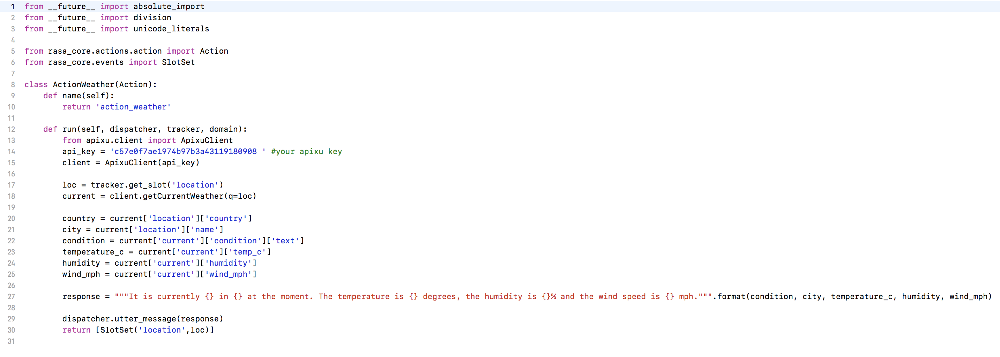 1 from __future__ import absolute_import
2 from __future__ import division
3 from __future__ import unicode_literals
4
5 from rasa_core.actions.action import Action
6 from rasa_core.events import SlotSet
7
8 class ActionWeather(Action):
9     def name(self):
10         return 'action_weather'
11
12     def run(self, dispatcher, tracker, domain):
13         from apixu.client import ApixuClient
14         api_key = 'c57e0f7ae1974b97b3a43119180908 ' #your apixu key
15         client = ApixuClient(api_key)
16
17         loc = tracker.get_slot('location')
18         current = client.getCurrentWeather(q=loc)
19
20         country = current['location']['country']
21         city = current['location']['name']
22         condition = current['current']['condition']['text']
23         temperature_c = current['current']['temp_c']
24         humidity = current['current']['humidity']
25         wind_mph = current['current']['wind_mph']
26
27         response = """It is currently {} in {} at the moment. The temperature is {} degrees, the humidity is {}% and the wind speed is {} mph.""".format(condition, city, temperature_c, humidity, wind_mph)
28
29         dispatcher.utter_message(response)
30         return [SlotSet('location',loc)]
31